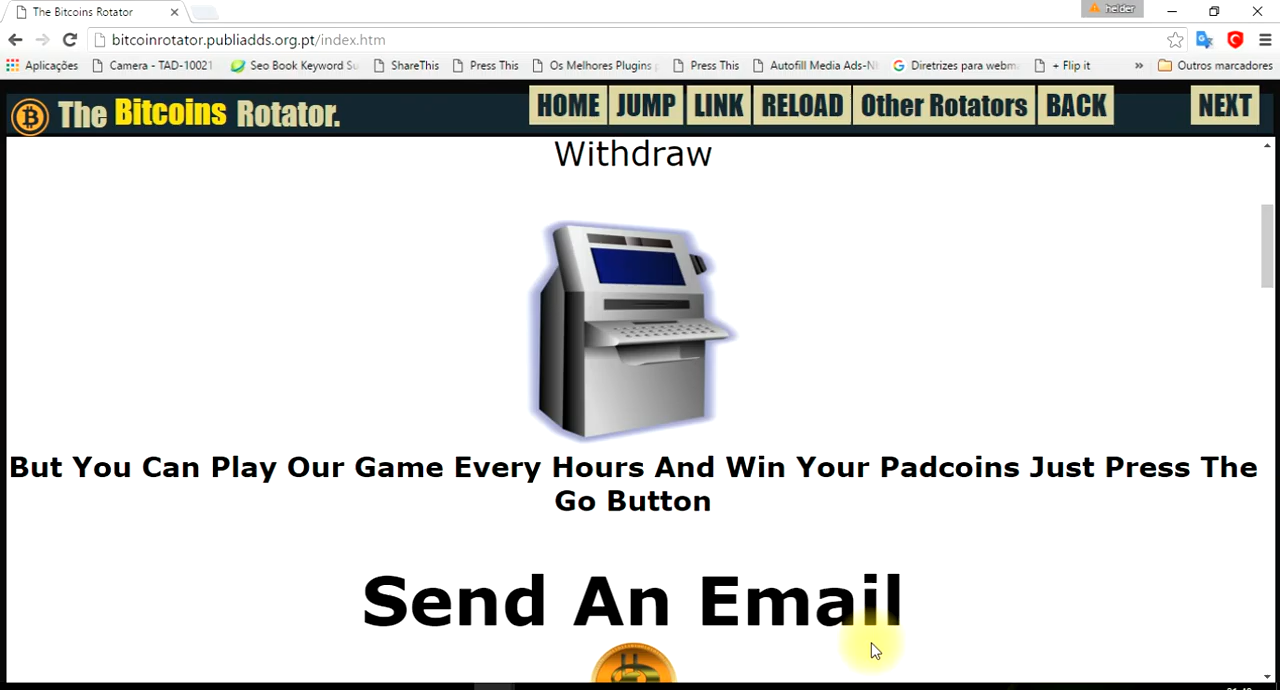 The Bitcoins Rotator
helder
bitcoinrotator.publiadds.org.pt/index.htm
Aplicações Camera - TAD-10021 Seo Book Keyword Su ShareThis Press This Os Melhores Plugins Press This Autofill Media Ads-N Diretrizes para webm + Flip it » Outros marcadores
The Bitcoins Rotator. HOME JUMP LINK RELOAD Other Rotators BACK NEXT
Withdraw
But You Can Play Our Game Every Hours And Win Your Padcoins Just Press The
Go Button
Send An Email